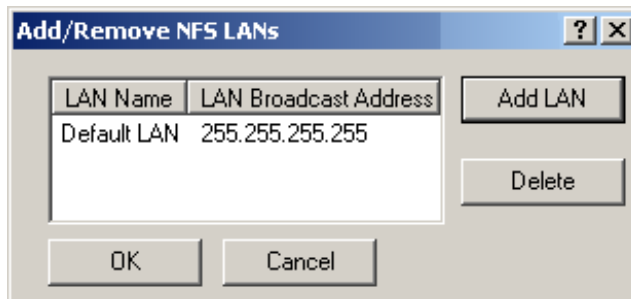 Add/Remove NFS LANs
LAN Name LAN Broadcast Address Add LAN
Default LAN 255.255.255.255
Delete
OK Cancel